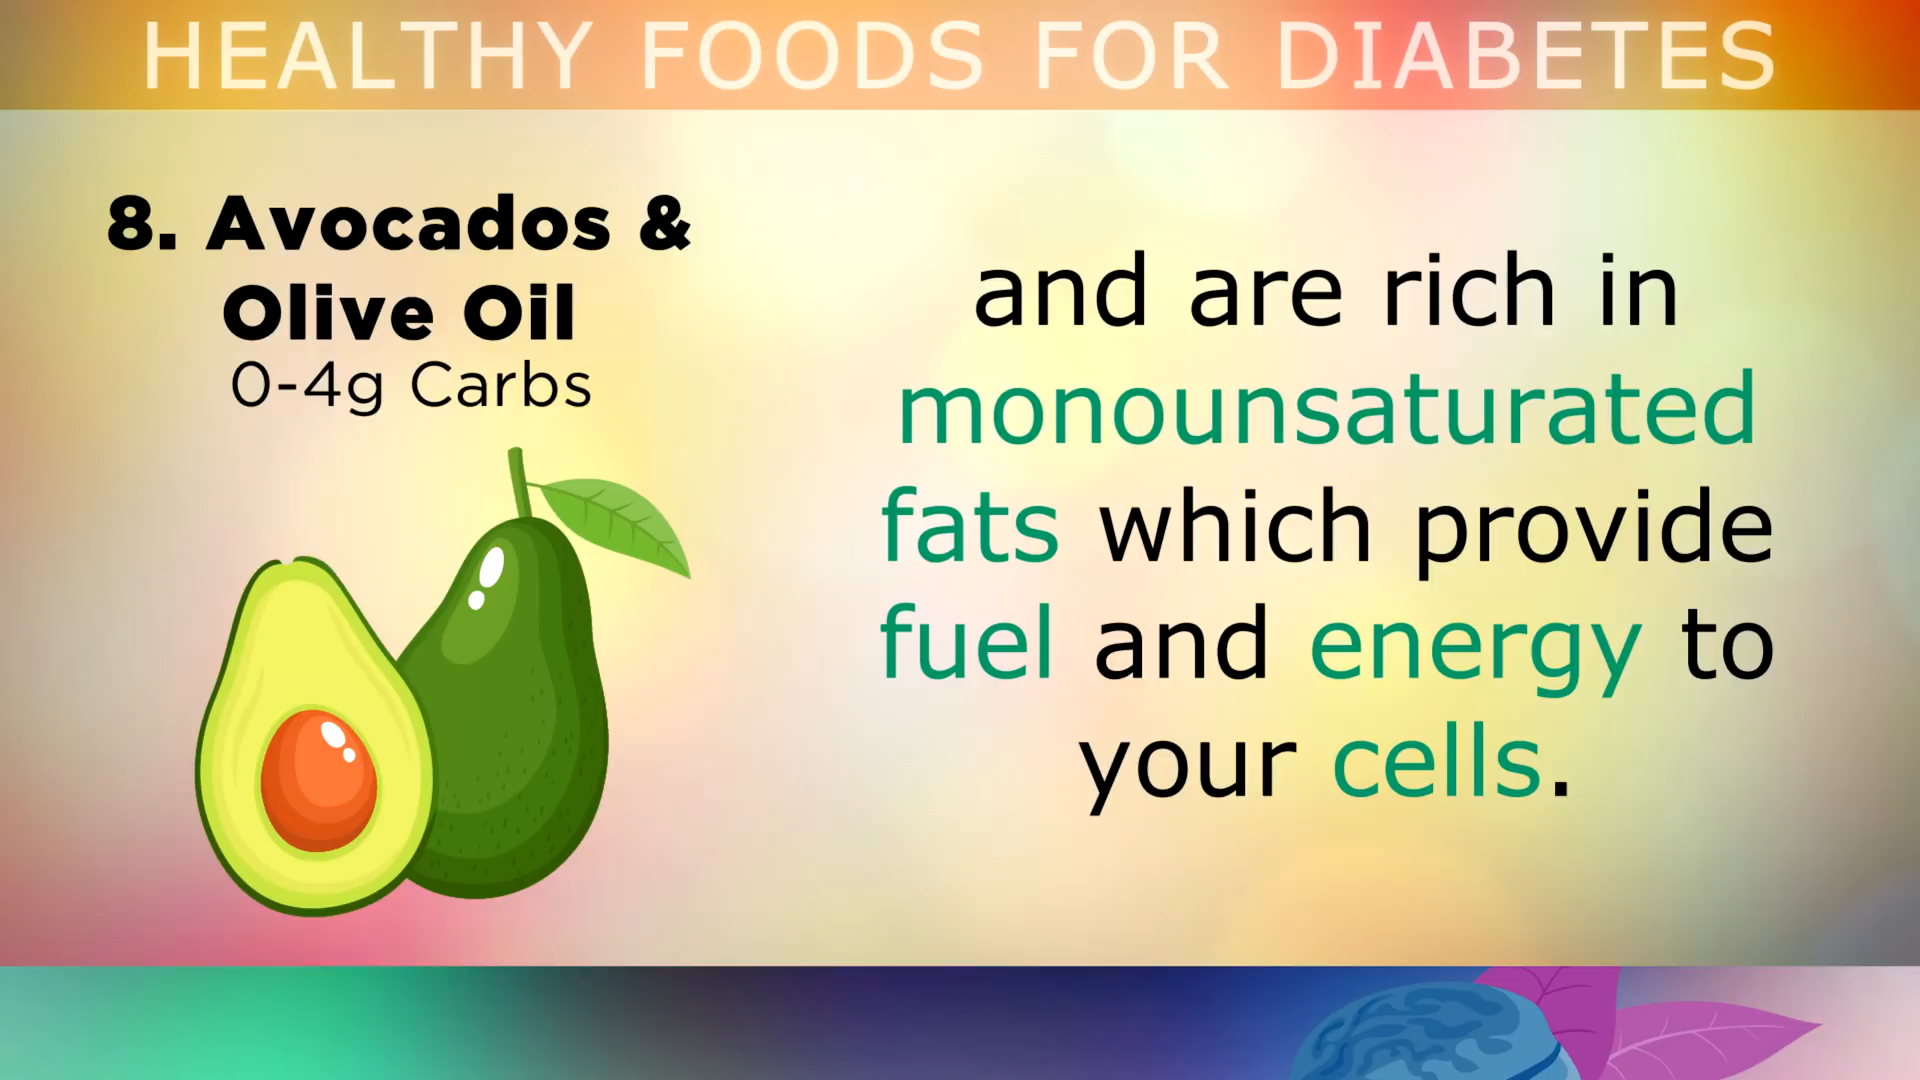 HEALTHY FOODS FOR DIABETES
8. Avocados &
Olive Oil
0-4g Carbs
and are rich in
monounsaturated
fats which provide
fuel and energy to
your cells.